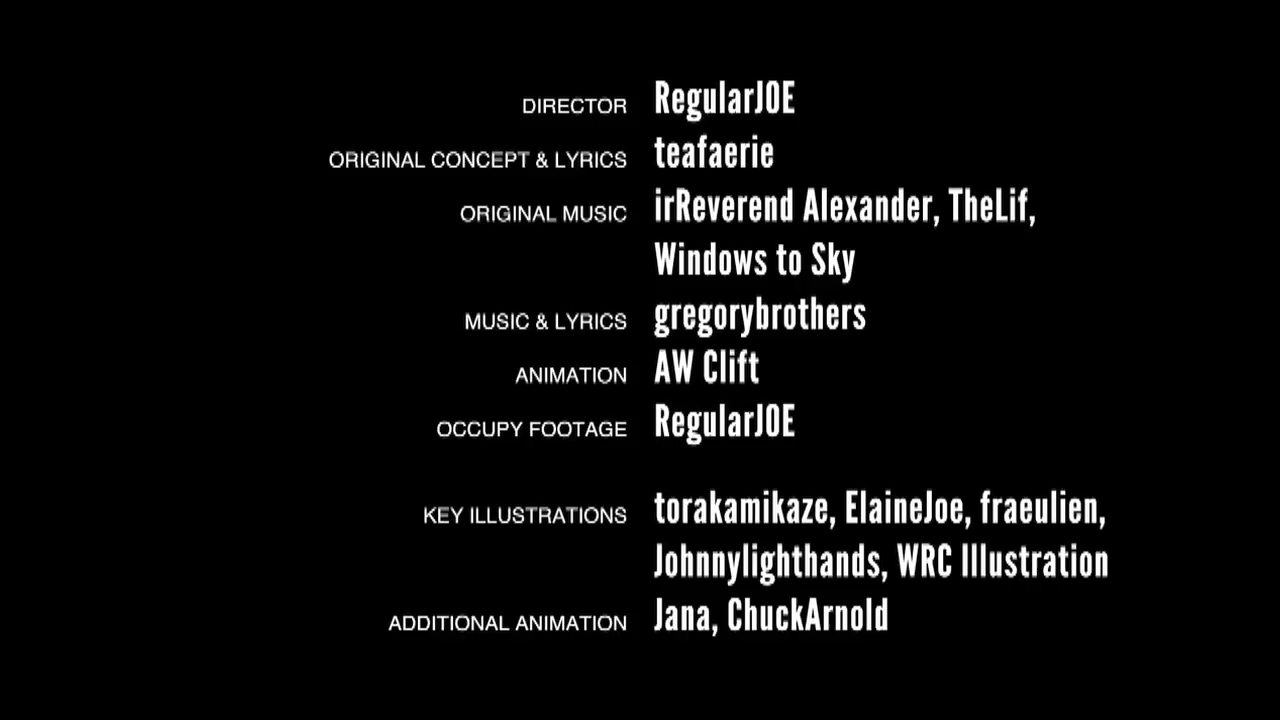 DIRECTOR RegularJOE
ORIGINAL CONCEPT & LYRICS teafaerie
ORIGINAL MUSIC irReverend Alexander, TheLif,
Windows to Sky
MUSIC & LYRICS gregorybrothers
ANIMATION AW Clift
OCCUPY FOOTAGE RegularJOE
KEY ILLUSTRATIONS torakamikaze, ElaineJoe, fraeulien,
Johnnylighthands, WRC Illustration
ADDITIONAL ANIMATION Jana, ChuckArnold